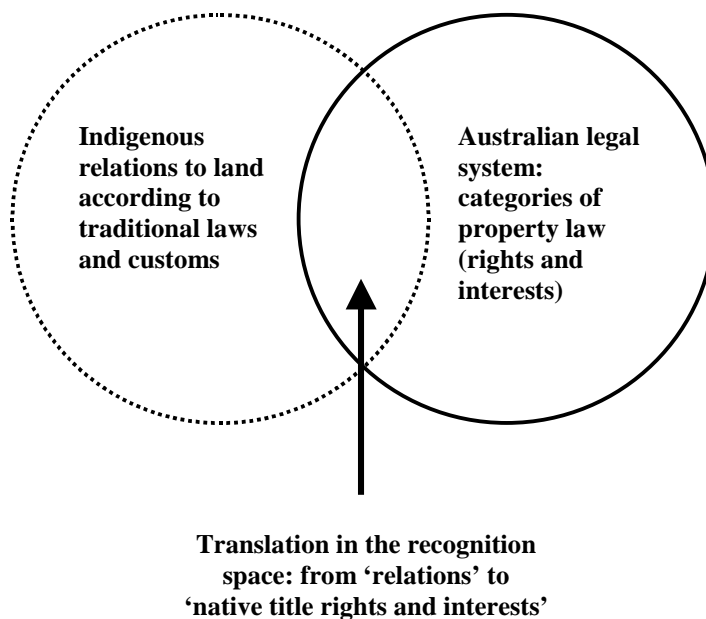 Indigenous
relations to land
according to
traditional laws
and customs
Australian legal
system:
categories of
property law
(rights and
interests)
Translation in the recognition
space: from ‘relations’ to
‘native title rights and interests’